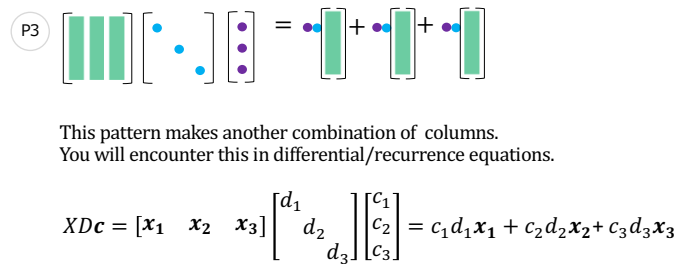 P3
= + +
This pattern makes another combination of columns.
You will encounter this in differential/recurrence equations.
XDc = [x₁ x₂ x₃] [d₁ d₂ d₃] [c₁ c₂ c₃] = c₁d₁x₁ + c₂d₂x₂ + c₃d₃x₃